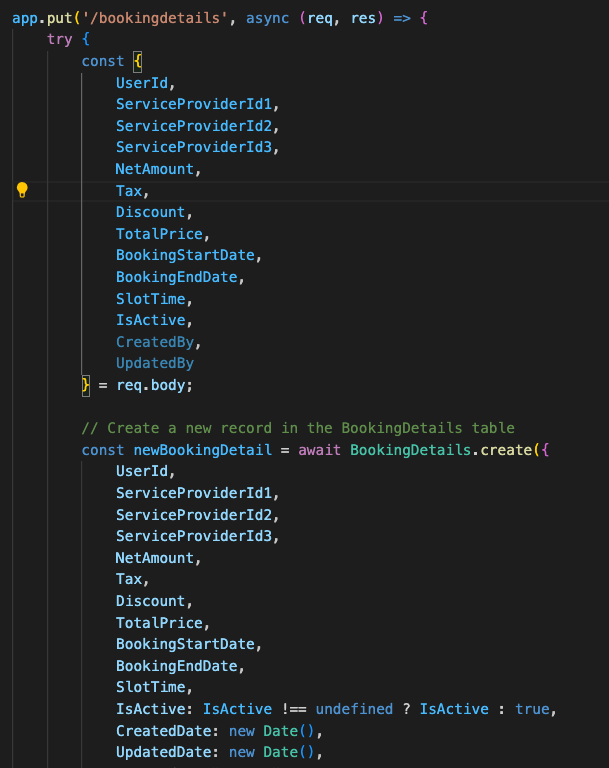 app.put('/bookingdetails', async (req, res) => {
    try {
        const {
            UserId,
            ServiceProviderId1,
            ServiceProviderId2,
            ServiceProviderId3,
            NetAmount,
            Tax,
            Discount,
            TotalPrice,
            BookingStartDate,
            BookingEndDate,
            SlotTime,
            IsActive,
            CreatedBy,
            UpdatedBy
        } = req.body;

        // Create a new record in the BookingDetails table
        const newBookingDetail = await BookingDetails.create({
            UserId,
            ServiceProviderId1,
            ServiceProviderId2,
            ServiceProviderId3,
            NetAmount,
            Tax,
            Discount,
            TotalPrice,
            BookingStartDate,
            BookingEndDate,
            SlotTime,
            IsActive: IsActive !== undefined ? IsActive : true,
            CreatedDate: new Date(),
            UpdatedDate: new Date(),